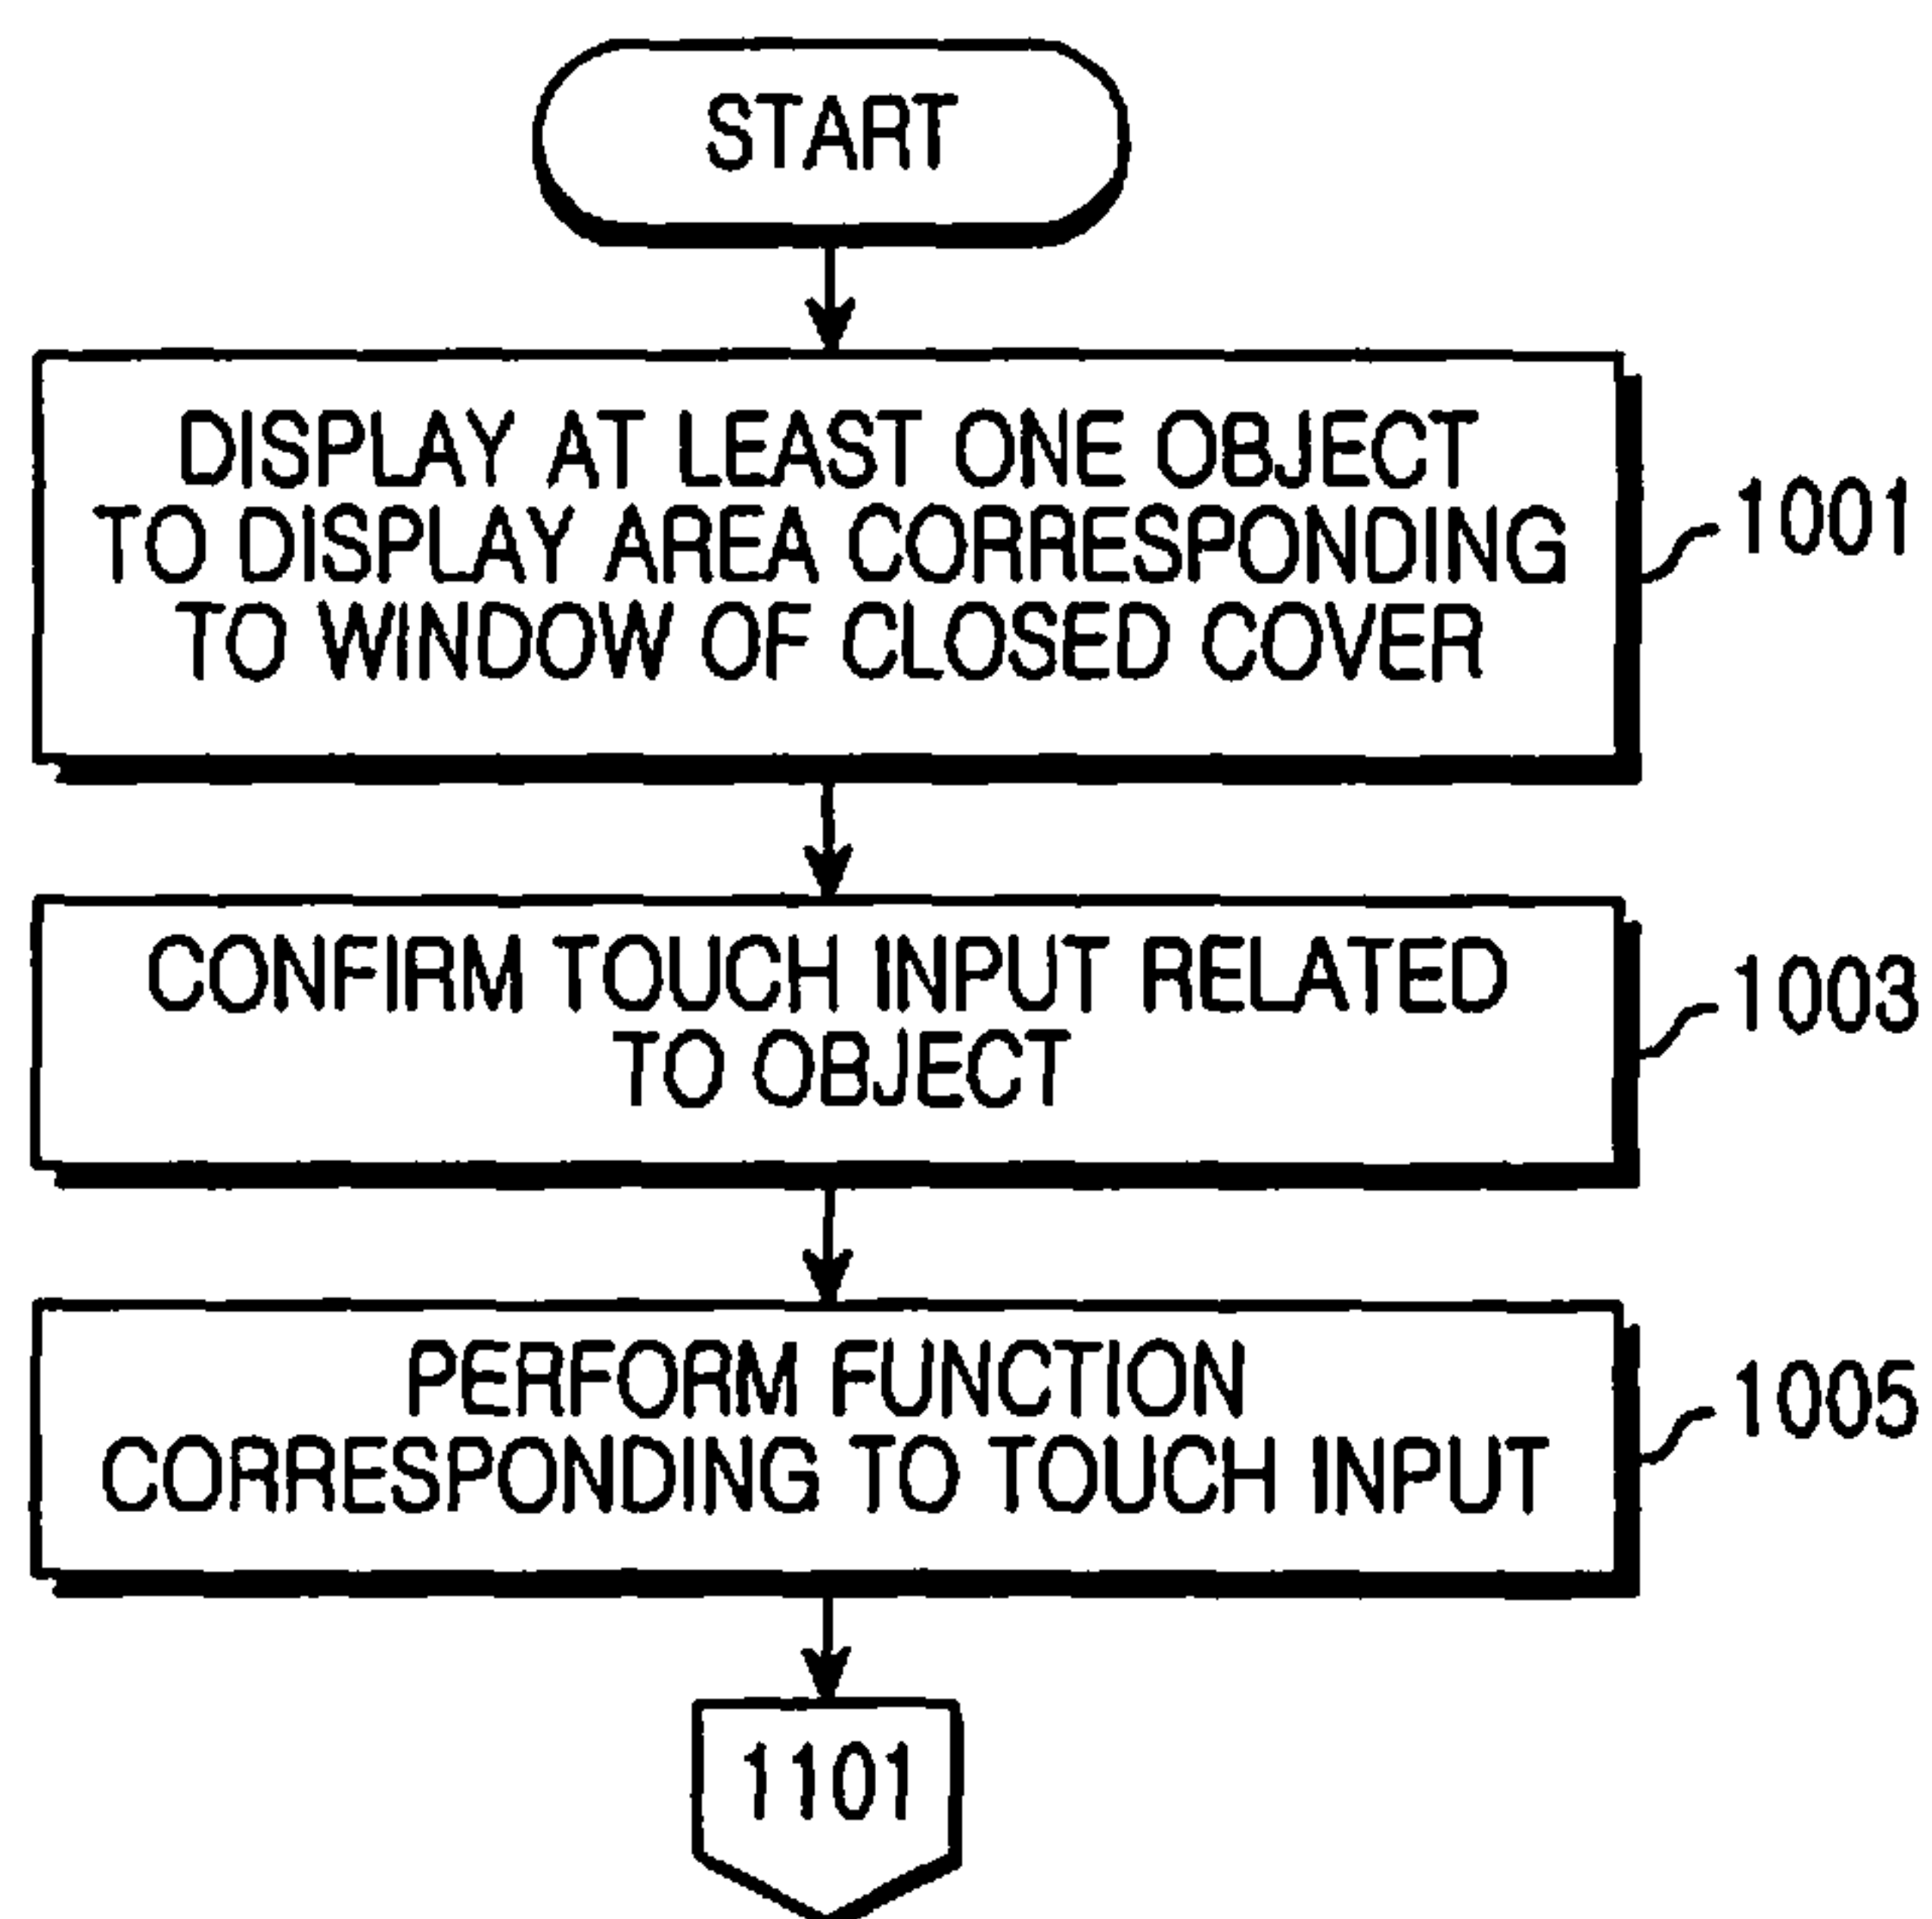 START
DISPLAY AT LEAST ONE OBJECT
TO DISPLAY AREA CORRESPONDING
TO WINDOW OF CLOSED COVER
1001
CONFIRM TOUCH INPUT RELATED
TO OBJECT
1003
PERFORM FUNCTION
CORRESPONDING TO TOUCH INPUT
1005
1101